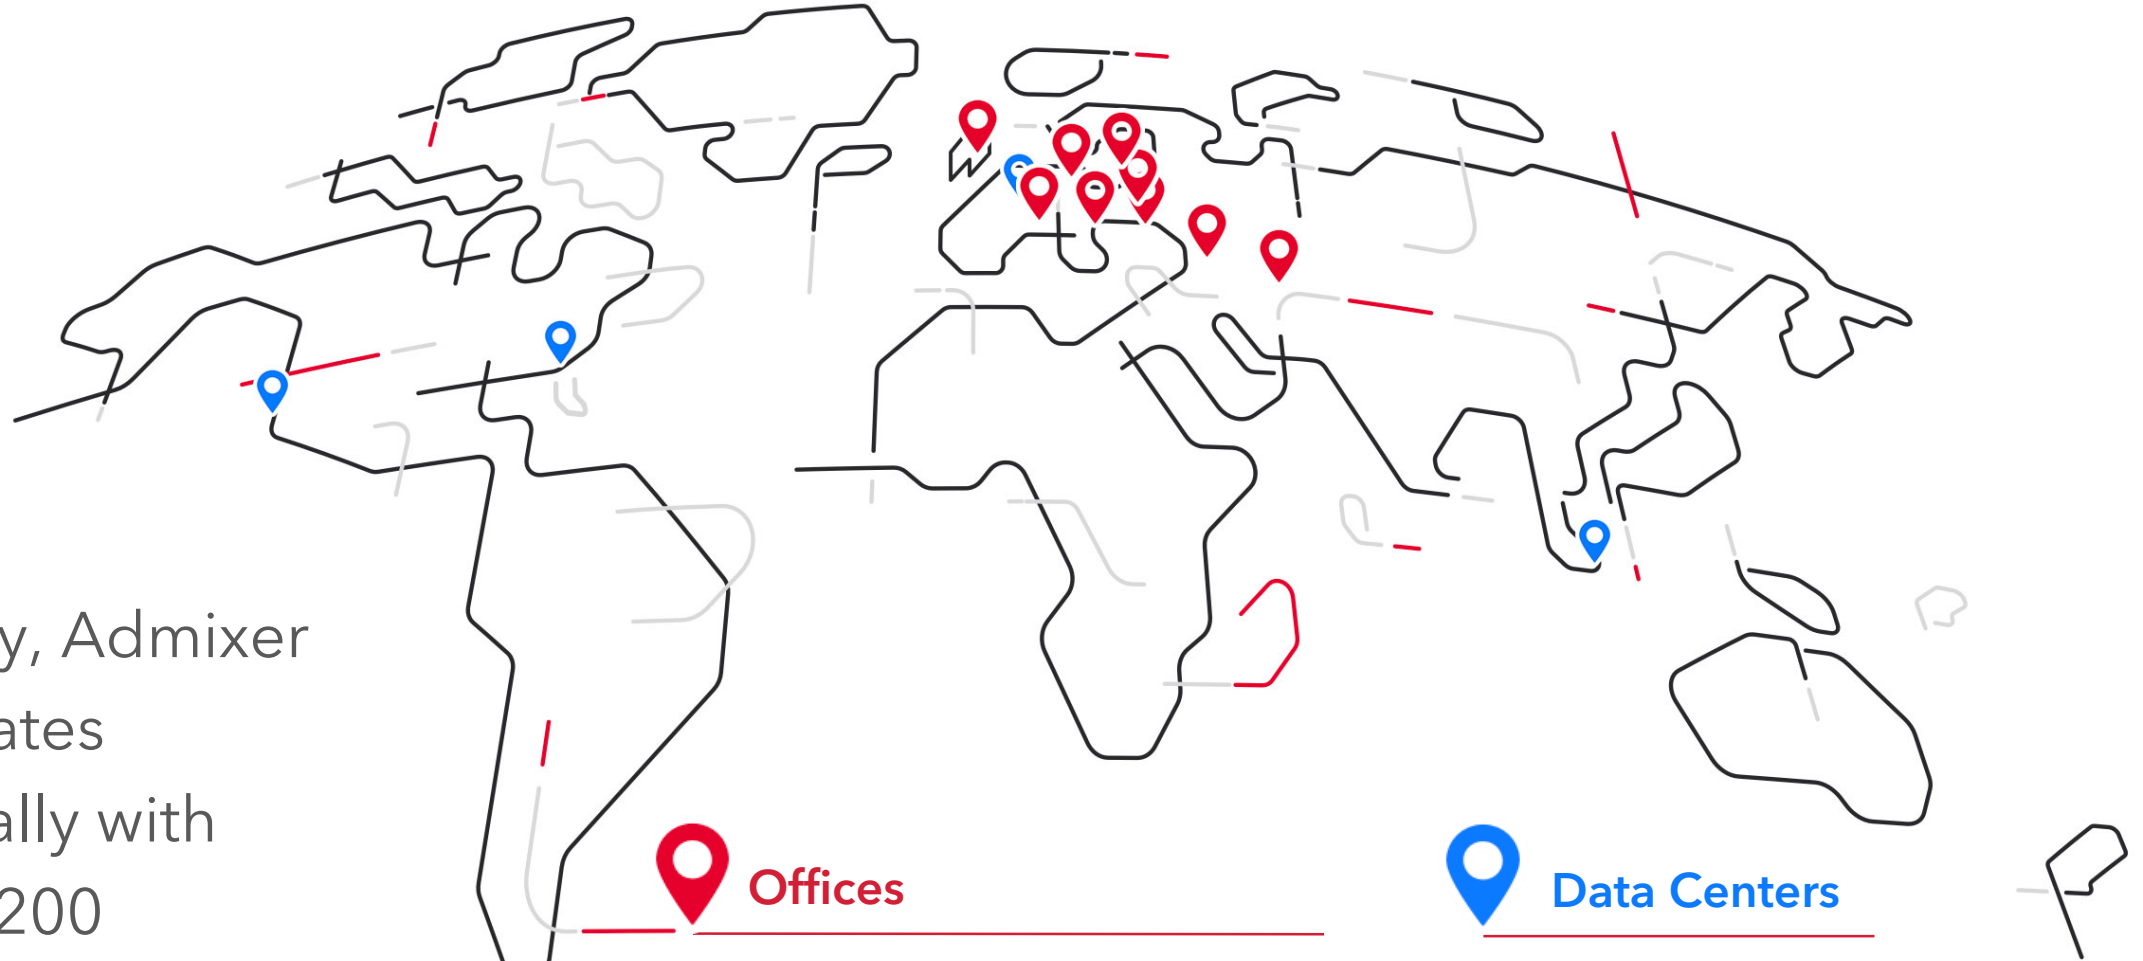 y, Admixer
ates
ally with
200
Offices
Data Centers